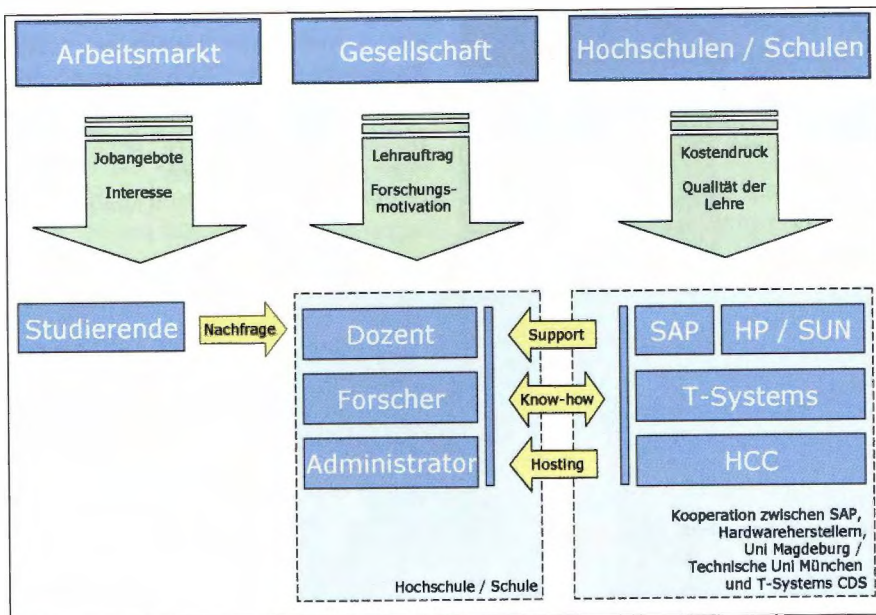 Arbeitsmarkt
Gesellschaft
Hochschulen / Schulen
Jobangebote
Interesse
Lehrauftrag
Forschungs-
motivation
Kostendruck
Qualität der
Lehre
Studierende
Nachfrage
Dozent
Forscher
Administrator
Support
Know-how
Hosting
SAP
HP / SUN
T-Systems
HCC
Hochschule / Schule
Kooperation zwischen SAP,
Hardwareherstellern,
Uni Magdeburg /
Technische Uni München
und T-Systems CDS